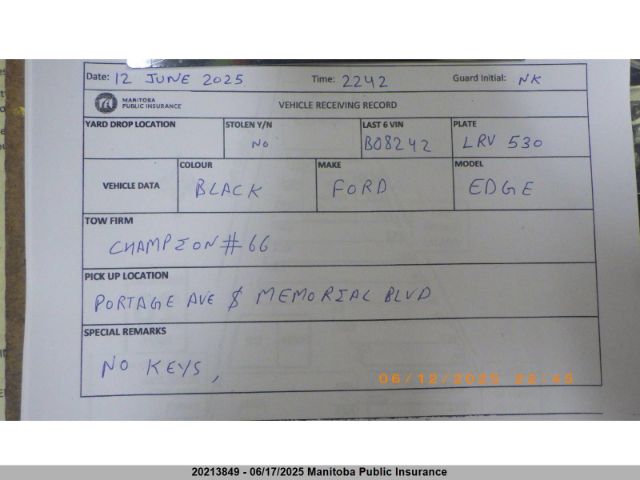 Date: 12 JUNE 2025 Time: 2242 Guard Initial: NK
MANITOBA
PUBLIC INSURANCE
VEHICLE RECEIVING RECORD
YARD DROP LOCATION STOLEN Y/N LAST 6 VIN PLATE
NO B08242 LRV 530
COLOUR MAKE MODEL
VEHICLE DATA BLACK FORD EDGE
TOW FIRM
CHAMPION # 66
PICK UP LOCATION
PORTAGE AVE & MEMORIAL BLVD
SPECIAL REMARKS
NO KEYS,
06/12/2025 22:45
20213849 - 06/17/2025 Manitoba Public Insurance